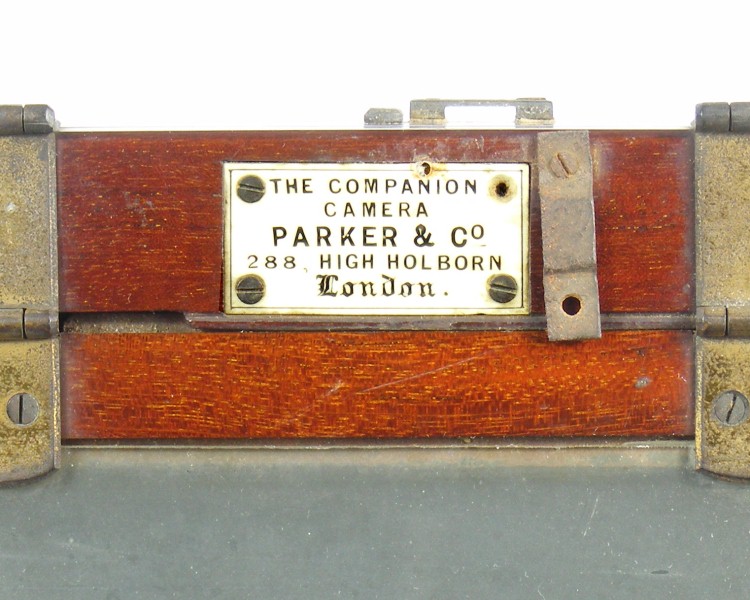 THE COMPANION
CAMERA
PARKER & Co
288, HIGH HOLBORN
London.